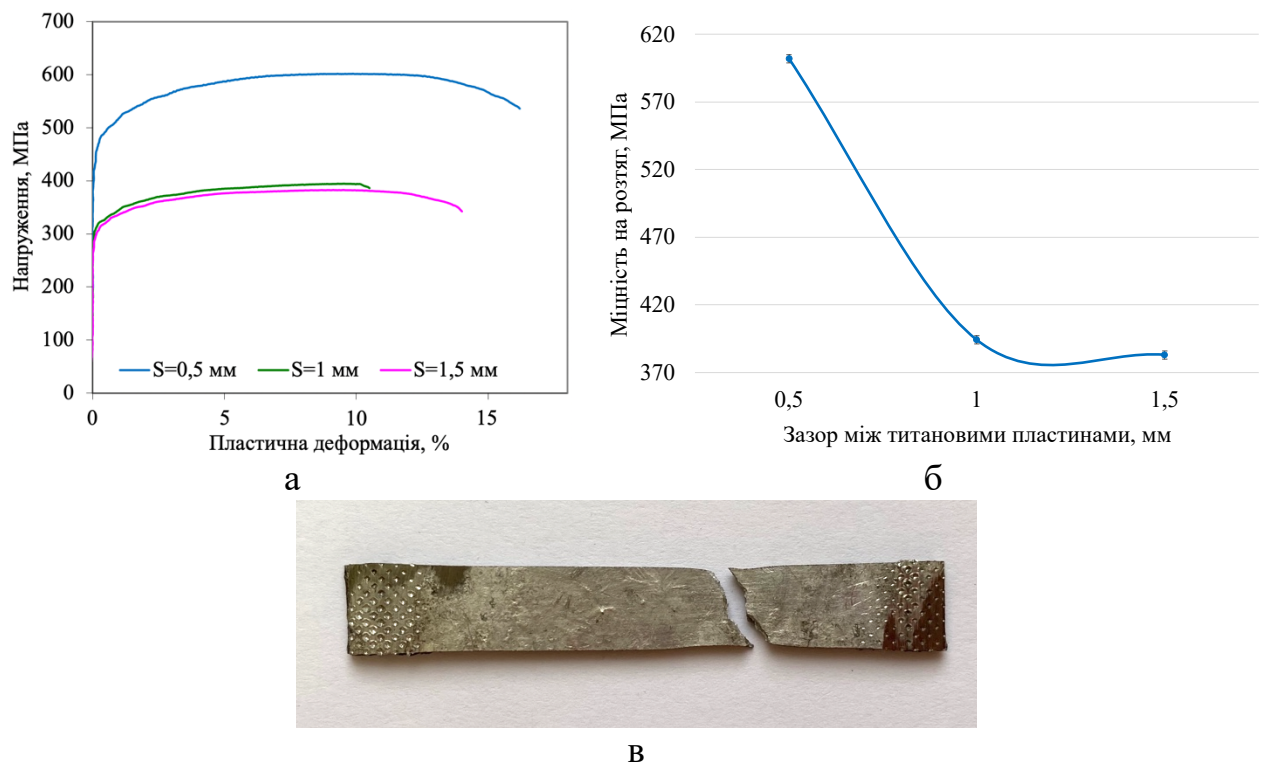 700
600
500
400
300
200
100
0
Напруження, МПа
S=0,5 мм S=1 мм S=1,5 мм
0 5 10 15
Пластична деформація, %
а
620
570
520
470
420
370
Міцність на розтяг, МПа
0,5 1 1,5
Зазор між титановими пластинами, мм
б
в